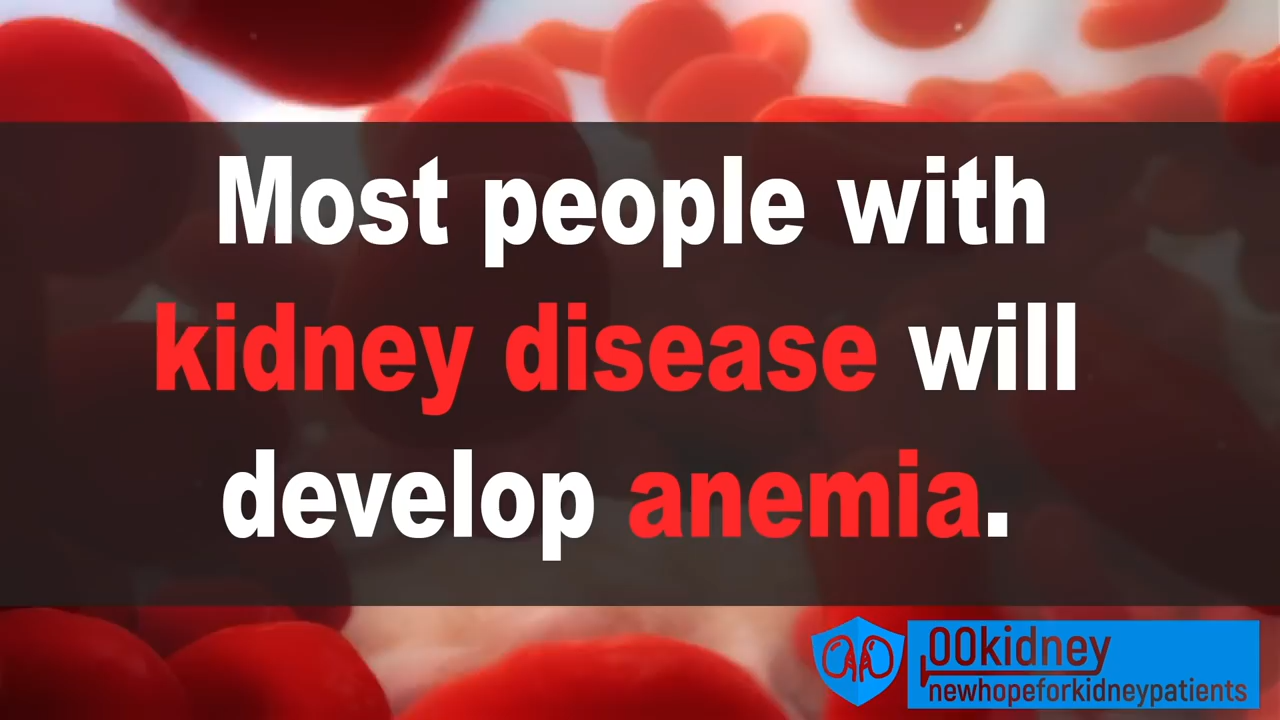 Most people with
kidney disease will
develop anemia.
00kidney
newhopeforkidneypatients